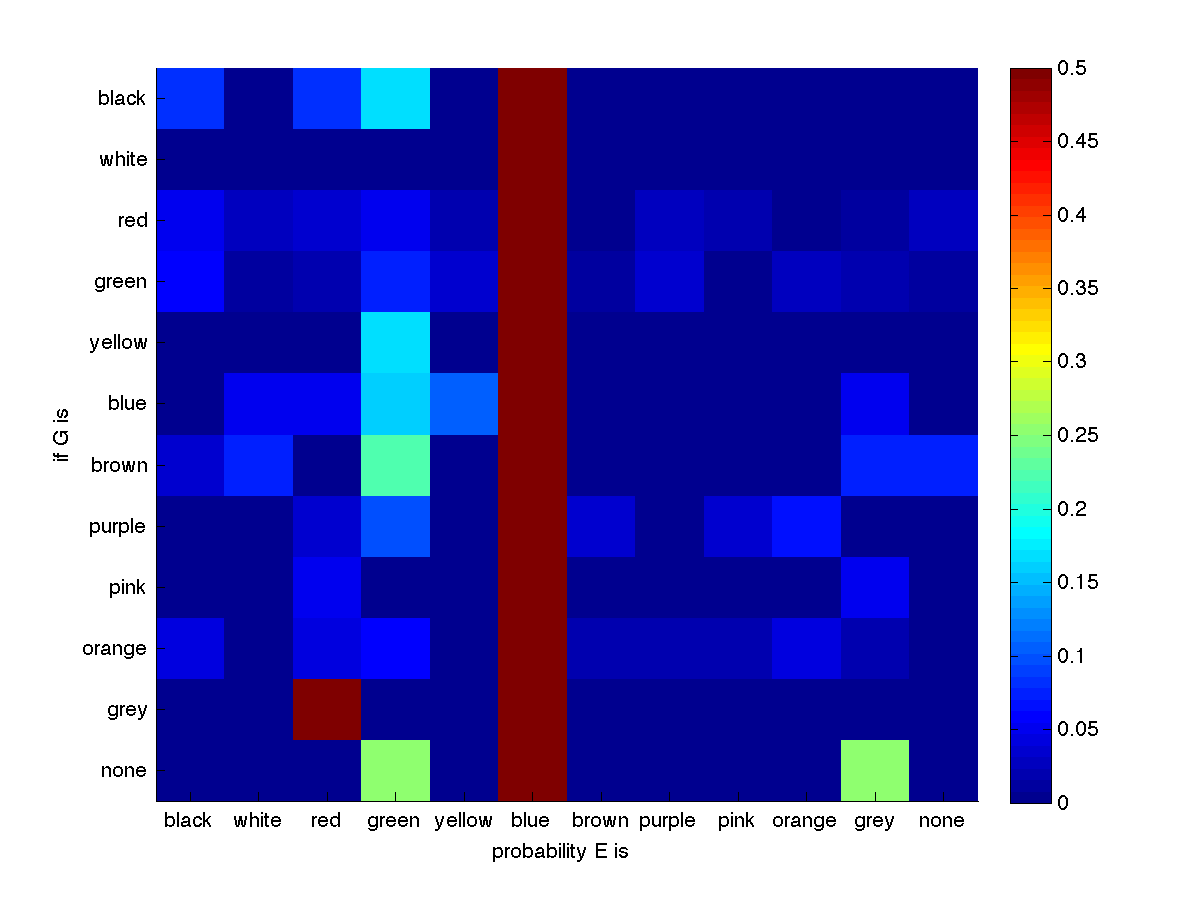 if G is
black
white
red
green
yellow
blue
brown
purple
pink
orange
grey
none
black white red green yellow blue brown purple pink orange grey none
probability E is
0.5
0.45
0.4
0.35
0.3
0.25
0.2
0.15
0.1
0.05
0